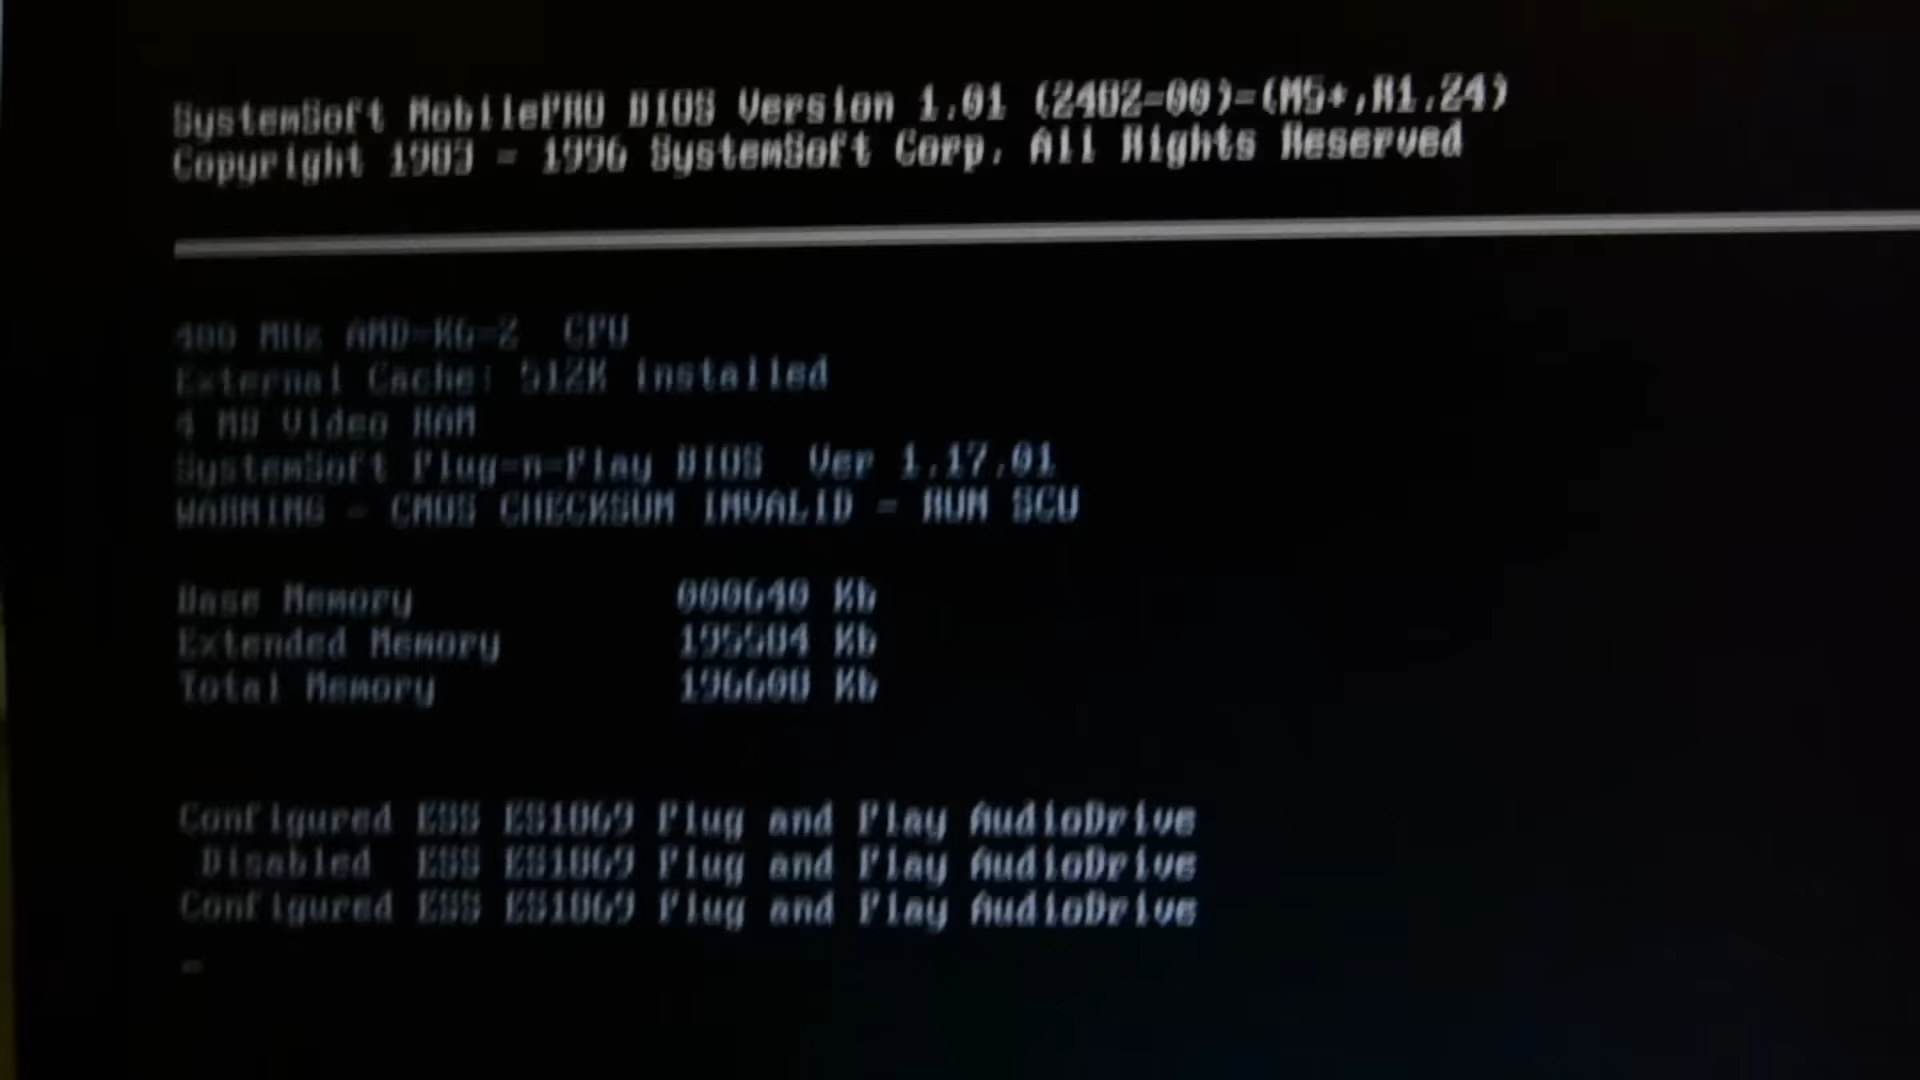 SystemSoft MobilePRO BIOS Version 1.01 (2482-00)-(M5*,R1.24)
Copyright 1983 - 1996 SystemSoft Corp. All Rights Reserved
400 MHz AMD-K6-2 CPU
External Cache: 512K installed
4 MB Video RAM
SystemSoft Plug-n-Play BIOS Ver 1.17.01
WARNING - CMOS CHECKSUM INVALID - RUN SCU
Base Memory 000640 Kb
Extended Memory 195584 Kb
Total Memory 196608 Kb
Configured ESS ES1869 Plug and Play AudioDrive
Disabled ESS ES1869 Plug and Play AudioDrive
Configured ESS ES1869 Plug and Play AudioDrive